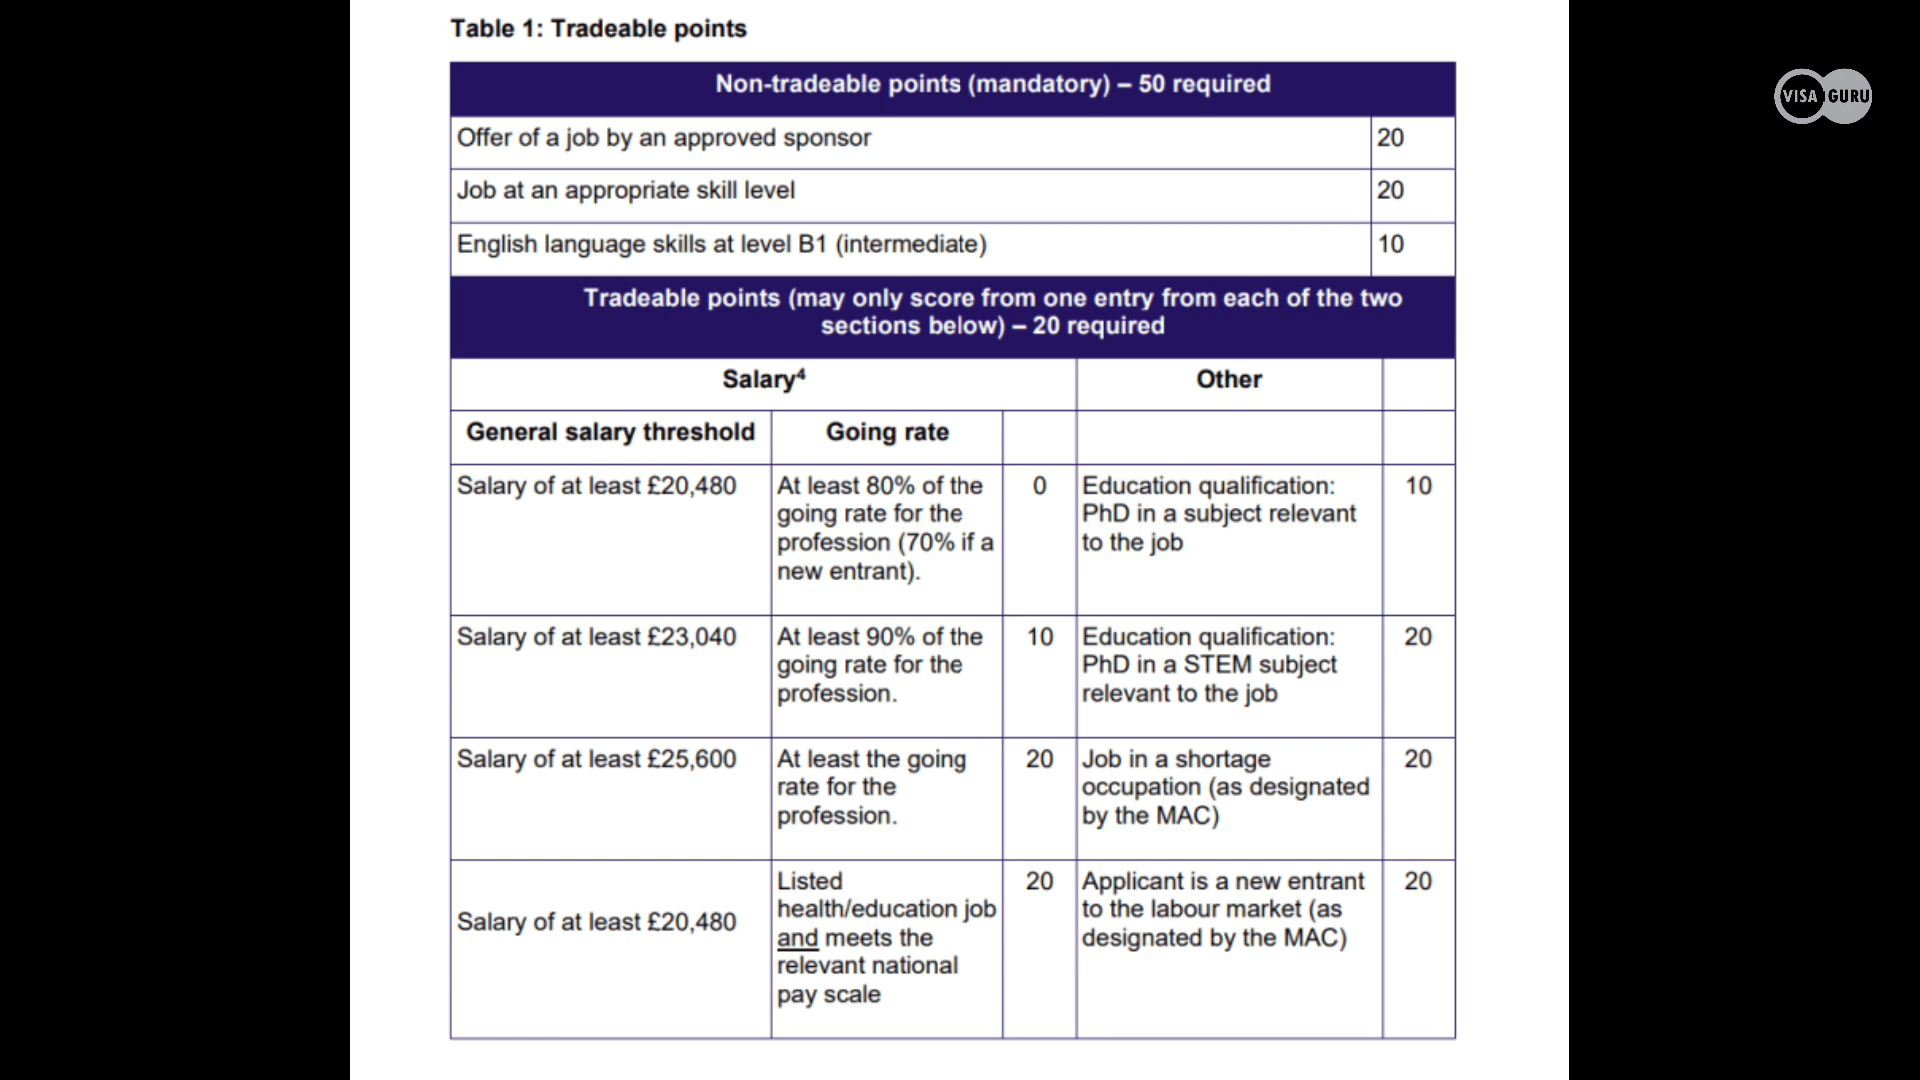 Table 1: Tradeable points
VISA GURU
Non-tradeable points (mandatory) – 50 required
Offer of a job by an approved sponsor 20
Job at an appropriate skill level 20
English language skills at level B1 (intermediate) 10
Tradeable points (may only score from one entry from each of the two
sections below) – 20 required
Salary⁴ Other
General salary threshold Going rate
Salary of at least £20,480
At least 80% of the
going rate for the
profession (70% if a
new entrant).
0
Education qualification:
PhD in a subject relevant
to the job
10
Salary of at least £23,040
At least 90% of the
going rate for the
profession.
10
Education qualification:
PhD in a STEM subject
relevant to the job
20
Salary of at least £25,600
At least the going
rate for the
profession.
20
Job in a shortage
occupation (as designated
by the MAC)
20
Salary of at least £20,480
Listed
health/education job
and meets the
relevant national
pay scale
20
Applicant is a new entrant
to the labour market (as
designated by the MAC)
20